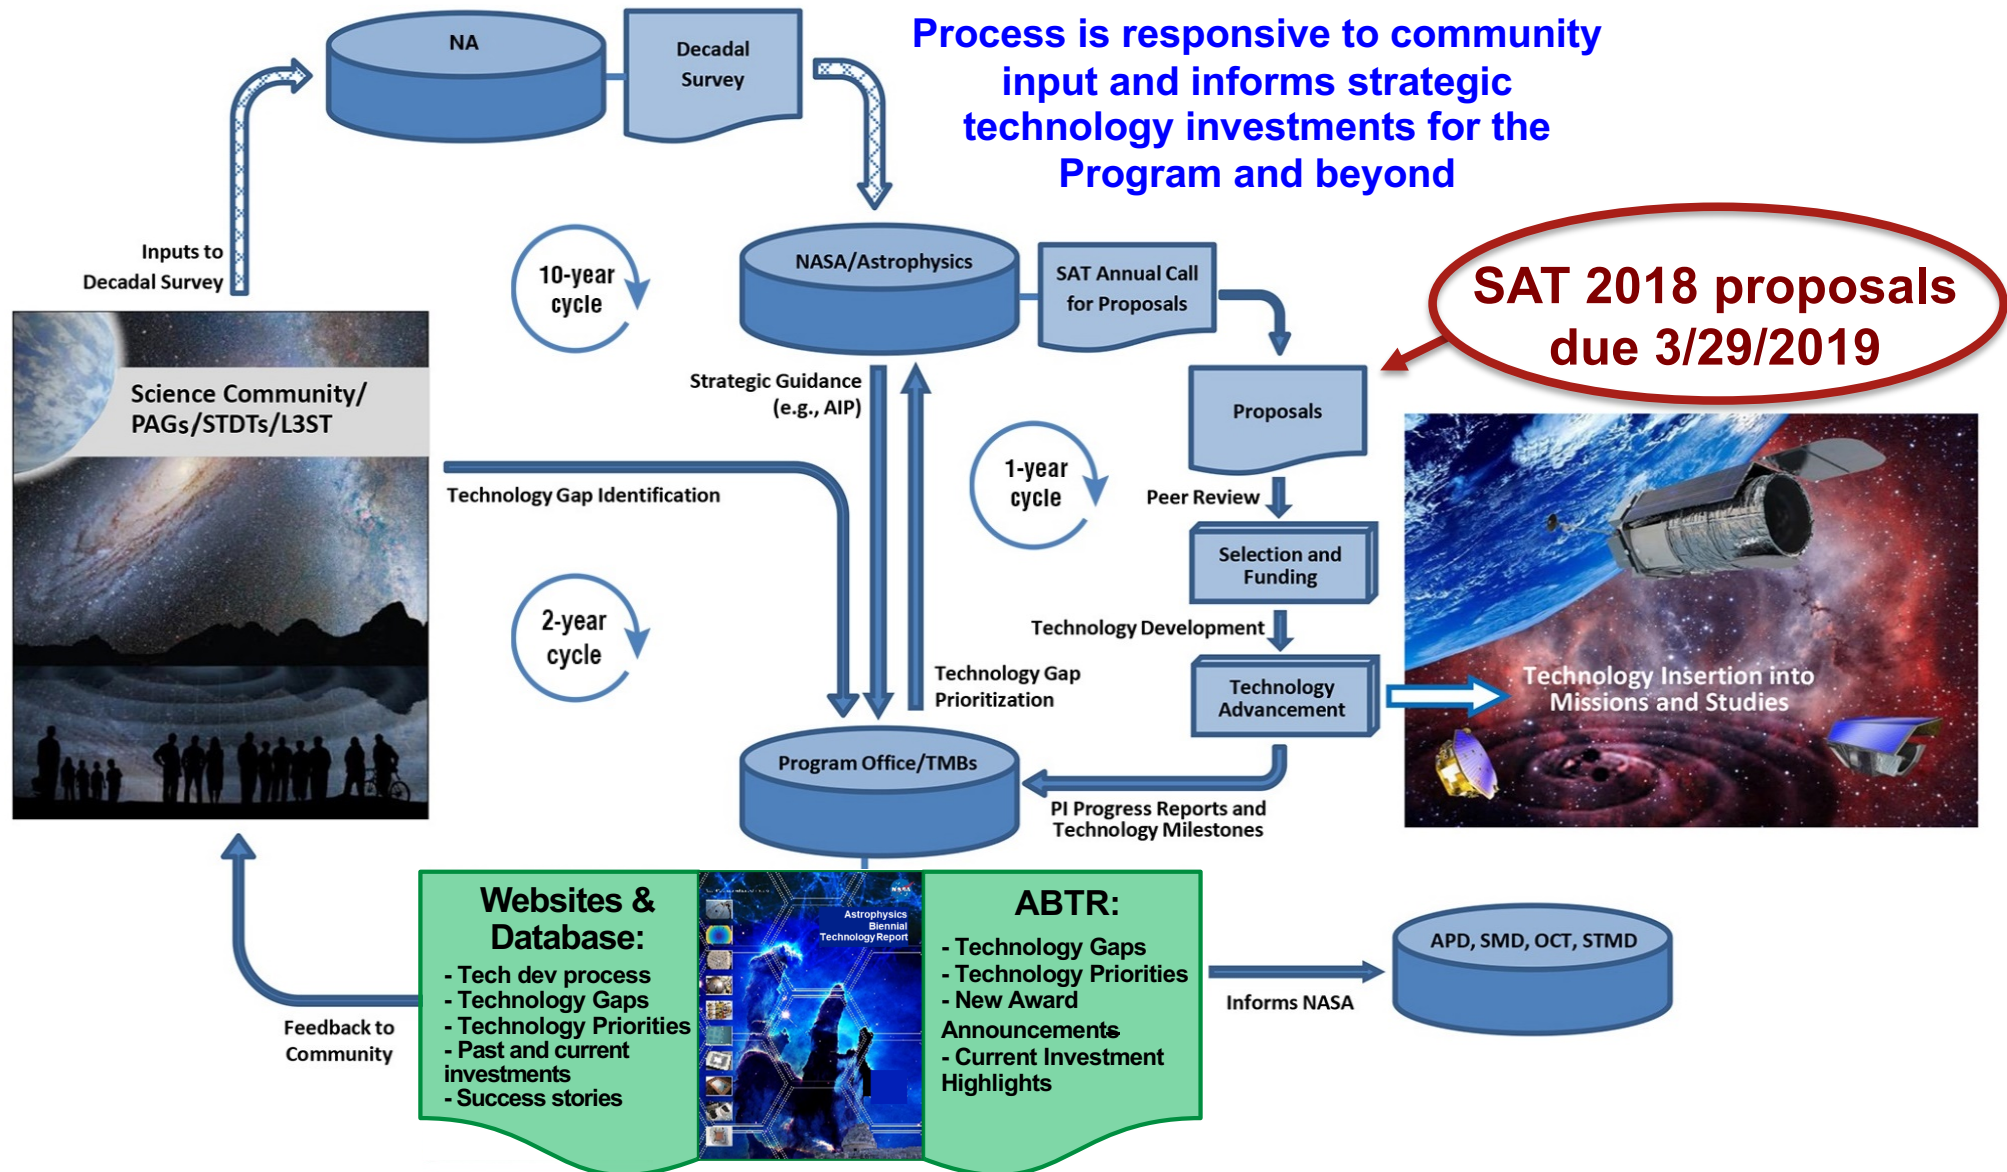 NA
Decadal
Survey
Process is responsive to community
input and informs strategic
technology investments for the
Program and beyond
Inputs to
Decadal Survey
10-year
cycle
NASA/Astrophysics
SAT Annual Call
for Proposals
SAT 2018 proposals
due 3/29/2019
Science Community/
PAGs/STDTs/L3ST
Strategic Guidance
(e.g., AIP)
Proposals
Technology Gap Identification
1-year
cycle
Peer Review
Selection and
Funding
2-year
cycle
Technology Development
Technology Gap
Prioritization
Technology
Advancement
Technology Insertion into
Missions and Studies
Program Office/TMBs
PI Progress Reports and
Technology Milestones
Websites &
Database:
- Tech dev process
- Technology Gaps
- Technology Priorities
- Past and current
investments
- Success stories
NASA
Astrophysics
Biennial
Technology Report
ABTR:
- Technology Gaps
- Technology Priorities
- New Award
Announcements
- Current Investment
Highlights
Feedback to
Community
Informs NASA
APD, SMD, OCT, STMD